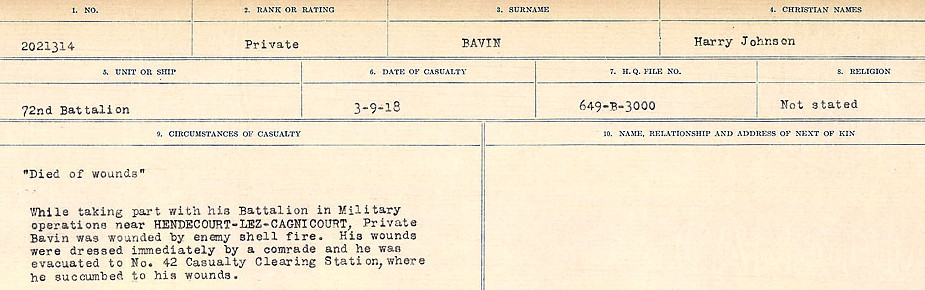 1. NO. 2. RANK OR RATING 3. SURNAME 4. CHRISTIAN NAMES
2021314 Private BAVIN Harry Johnson
5. UNIT OR SHIP 6. DATE OF CASUALTY 7. H.Q. FILE NO. 8. RELIGION
72nd Battalion 3-9-18 649-B-3000 Not stated
9. CIRCUMSTANCES OF CASUALTY 10. NAME, RELATIONSHIP AND ADDRESS OF NEXT OF KIN
"Died of wounds"
While taking part with his Battalion in Military
operations near HENDECOURT-LEZ-CAGNICOURT, Private
Bavin was wounded by enemy shell fire. His wounds
were dressed immediately by a comrade and he was
evacuated to No. 42 Casualty Clearing Station, where
he succumbed to his wounds.